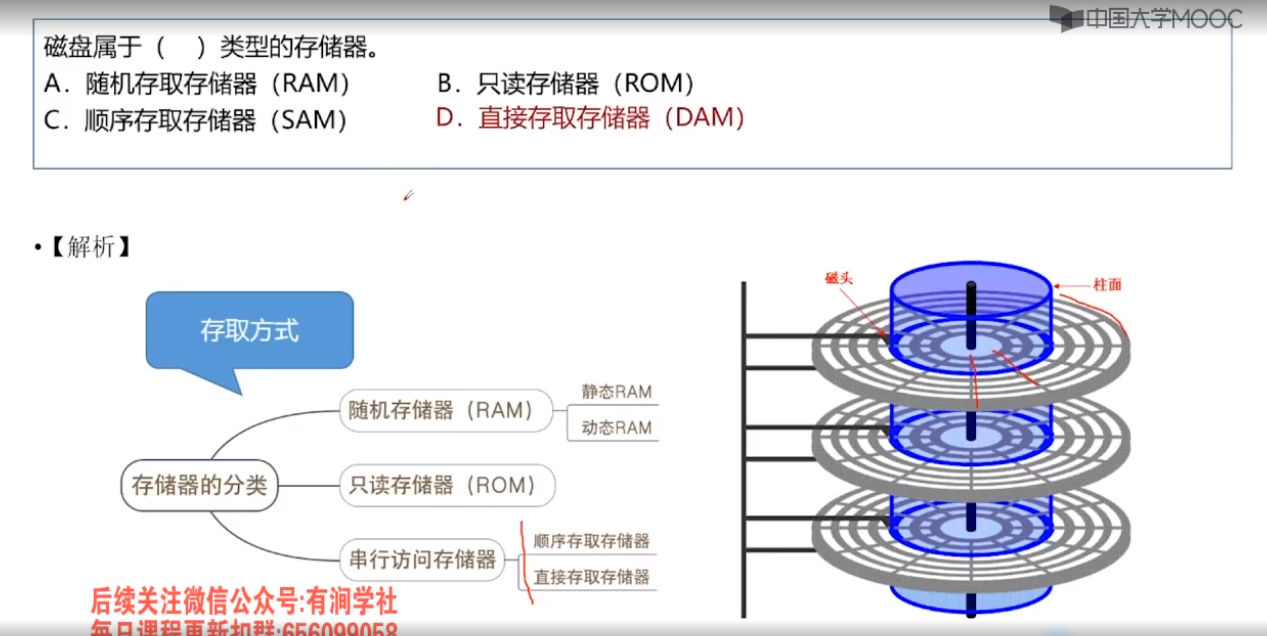 中国大学MOOC
磁盘属于（　）类型的存储器。
A．随机存取存储器（RAM）　B．只读存储器（ROM）
C．顺序存取存储器（SAM）　D．直接存取存储器（DAM）
•【解析】
存取方式
存储器的分类
随机存储器（RAM）
静态RAM
动态RAM
只读存储器（ROM）
串行访问存储器
顺序存取存储器
直接存取存储器
磁头
柱面
后续关注微信公众号:有涧学社
每日课程更新扣群:656099058